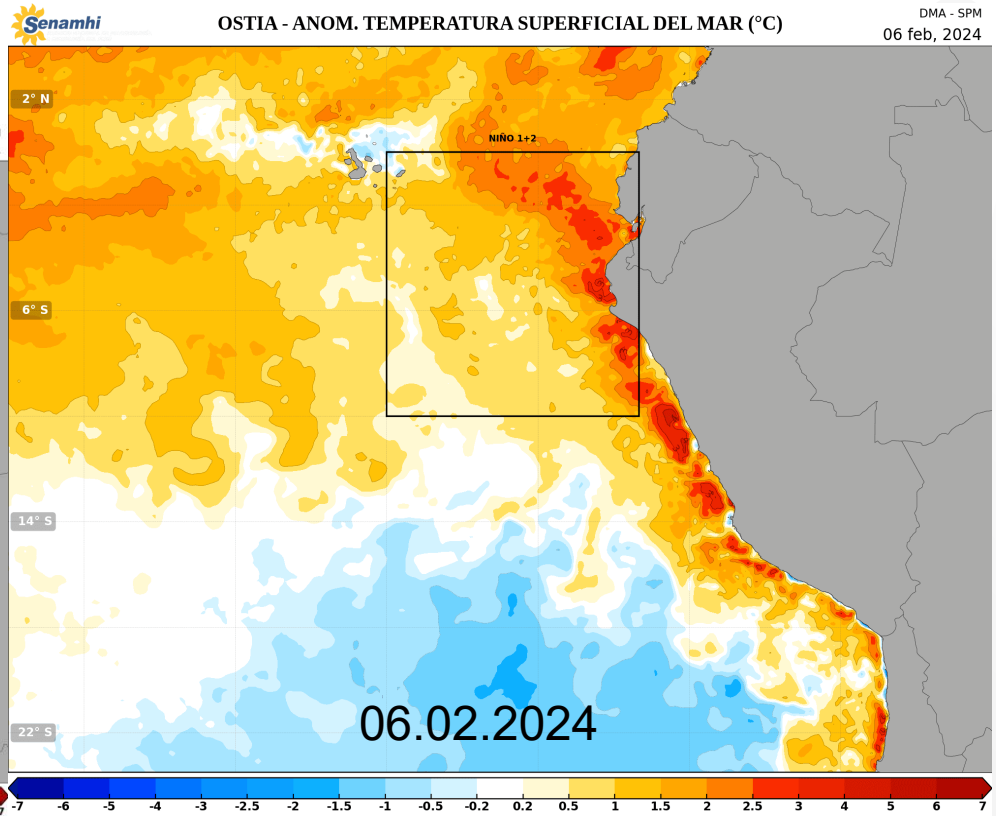 Senamhi
OSTIA - ANOM. TEMPERATURA SUPERFICIAL DEL MAR (°C)
DMA - SPM
06 feb, 2024
2° N
NIÑO 1+2
6° S
14° S
22° S
06.02.2024
-7 -6 -5 -4 -3 -2.5 -2 -1.5 -1 -0.5 -0.2 0.2 0.5 1 1.5 2 2.5 3 4 5 6 7